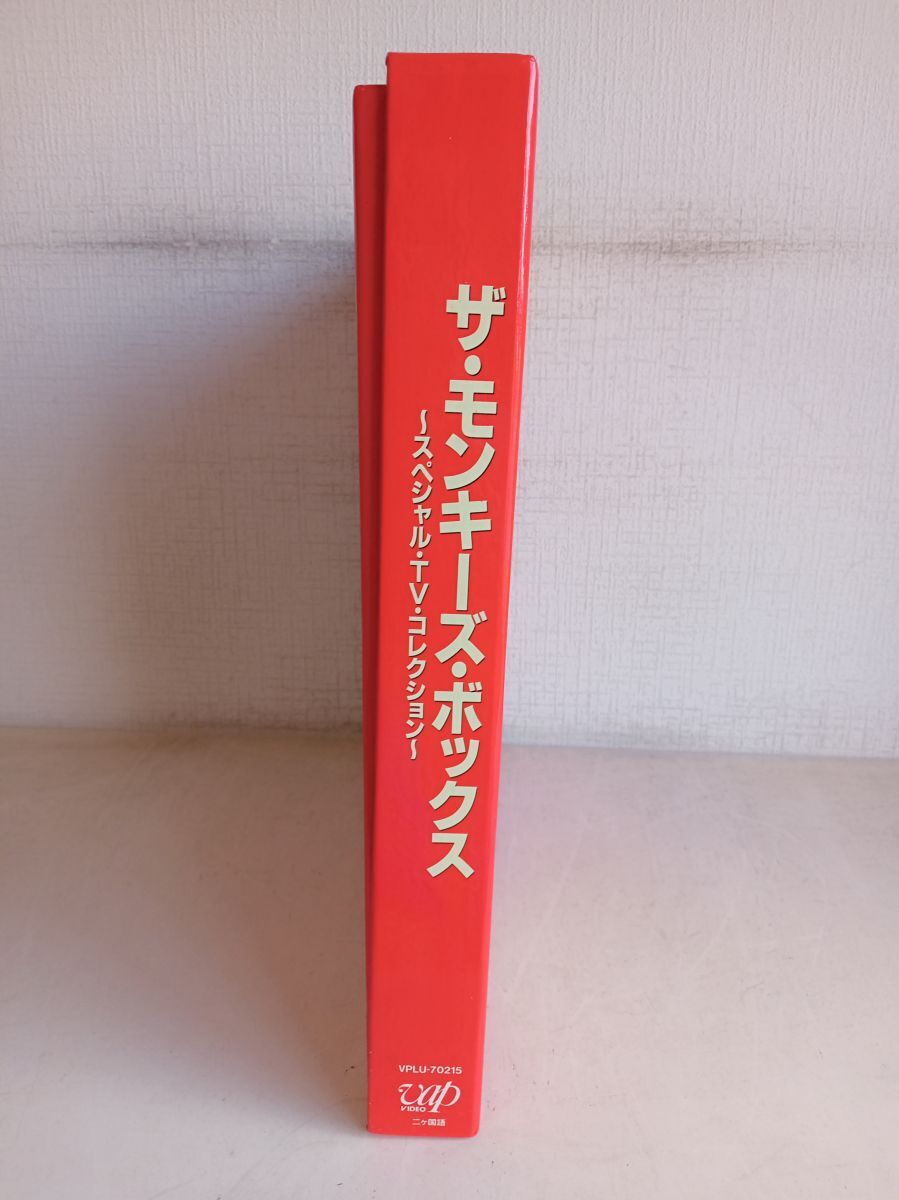 ザ・モンキーズ・ボックス
～スペシャル・TV・コレクション～
VPLU-70215
vap
VIDEO
二ヶ国語